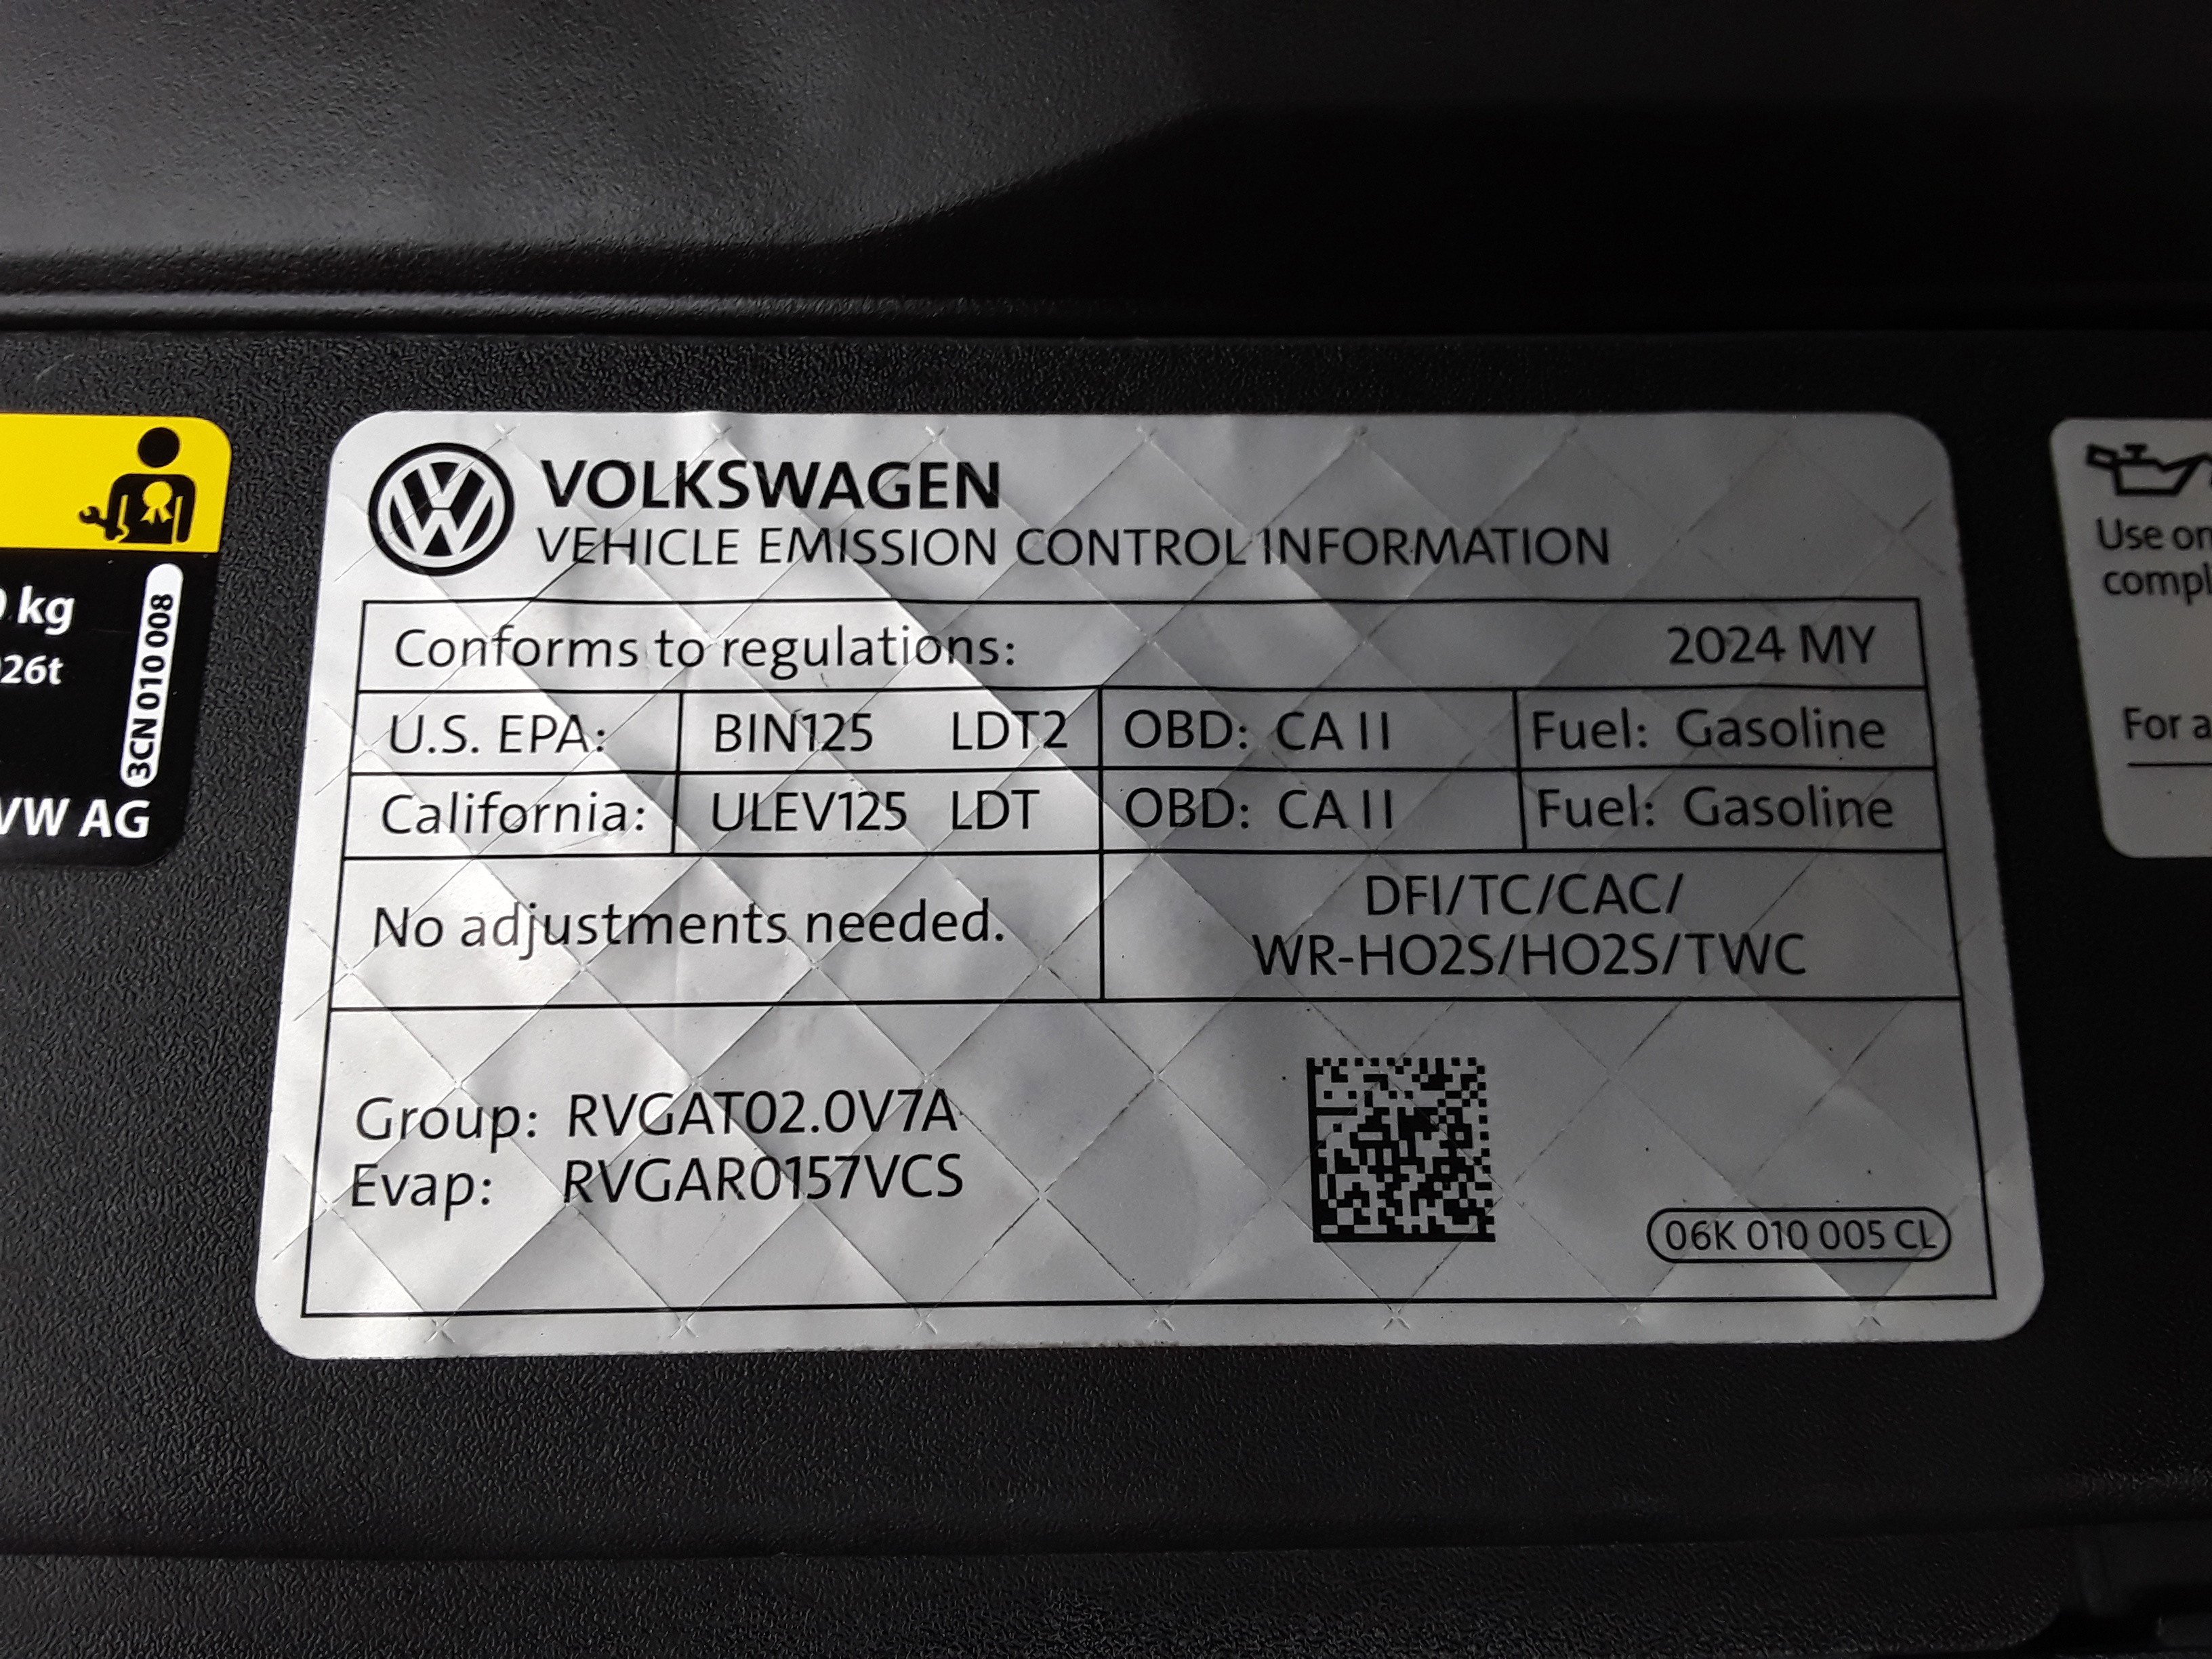 VOLKSWAGEN
VEHICLE EMISSION CONTROL INFORMATION
Conforms to regulations: 2024 MY
U.S. EPA: BIN125 LDT2 OBD: CA II Fuel: Gasoline
California: ULEV125 LDT OBD: CA II Fuel: Gasoline
No adjustments needed.
DFI/TC/CAC/
WR-HO2S/HO2S/TWC
Group: RVGAT02.0V7A
Evap: RVGAR0157VCS
06K 010 005 CL
kg
26t
3CN 010 008
VW AG
Use
For